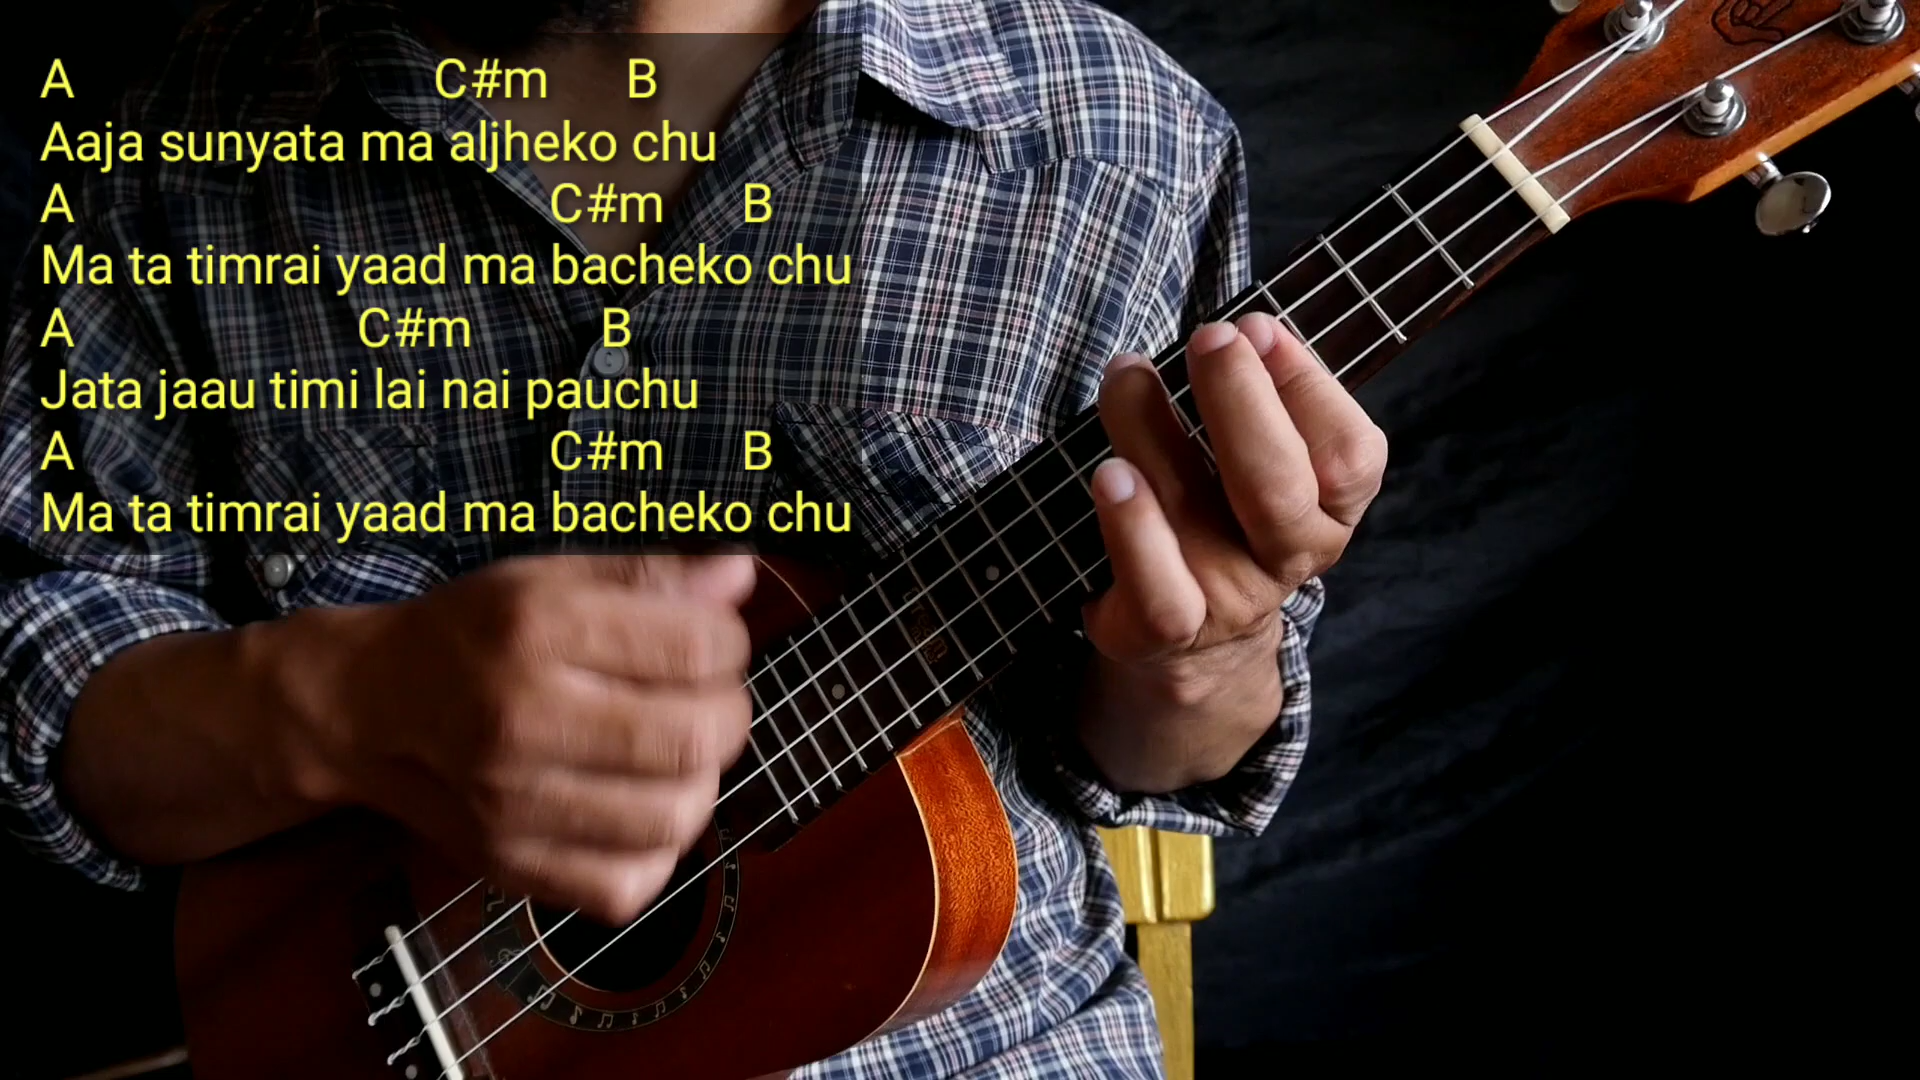 A C#m B
Aaja sunyata ma aljheko chu
A C#m B
Ma ta timrai yaad ma bacheko chu
A C#m B
Jata jaau timi lai nai pauchu
A C#m B
Ma ta timrai yaad ma bacheko chu